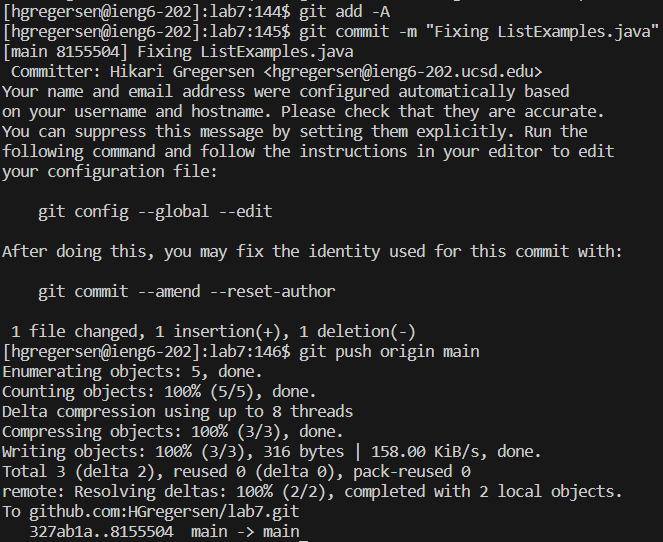 [hgregersen@ieng6-202]:lab7:144$ git add -A
[hgregersen@ieng6-202]:lab7:145$ git commit -m "Fixing ListExamples.java"
[main 8155504] Fixing ListExamples.java
 Committer: Hikari Gregersen <hgregersen@ieng6-202.ucsd.edu>
Your name and email address were configured automatically based
on your username and hostname. Please check that they are accurate.
You can suppress this message by setting them explicitly. Run the
following command and follow the instructions in your editor to edit
your configuration file:

    git config --global --edit

After doing this, you may fix the identity used for this commit with:

    git commit --amend --reset-author

 1 file changed, 1 insertion(+), 1 deletion(-)
[hgregersen@ieng6-202]:lab7:146$ git push origin main
Enumerating objects: 5, done.
Counting objects: 100% (5/5), done.
Delta compression using up to 8 threads
Compressing objects: 100% (3/3), done.
Writing objects: 100% (3/3), 316 bytes | 158.00 KiB/s, done.
Total 3 (delta 2), reused 0 (delta 0), pack-reused 0
remote: Resolving deltas: 100% (2/2), completed with 2 local objects.
To github.com:HGregersen/lab7.git
   327ab1a..8155504  main -> main